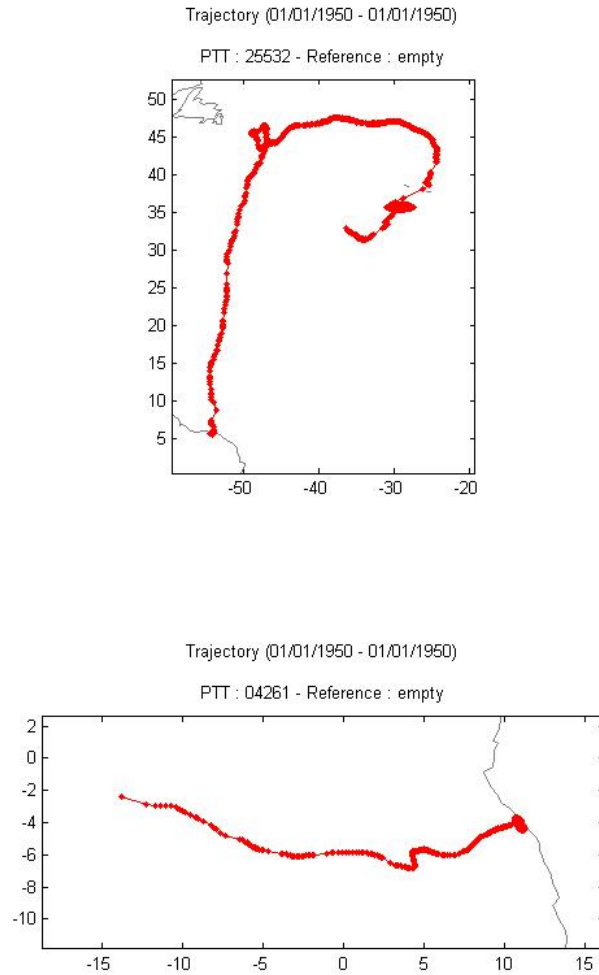 Trajectory (01/01/1950 - 01/01/1950)
PTT : 25532 - Reference : empty
50
45
40
35
30
25
20
15
10
5
-50 -40 -30 -20
Trajectory (01/01/1950 - 01/01/1950)
PTT : 04261 - Reference : empty
2
0
-2
-4
-6
-8
-10
-15 -10 -5 0 5 10 15